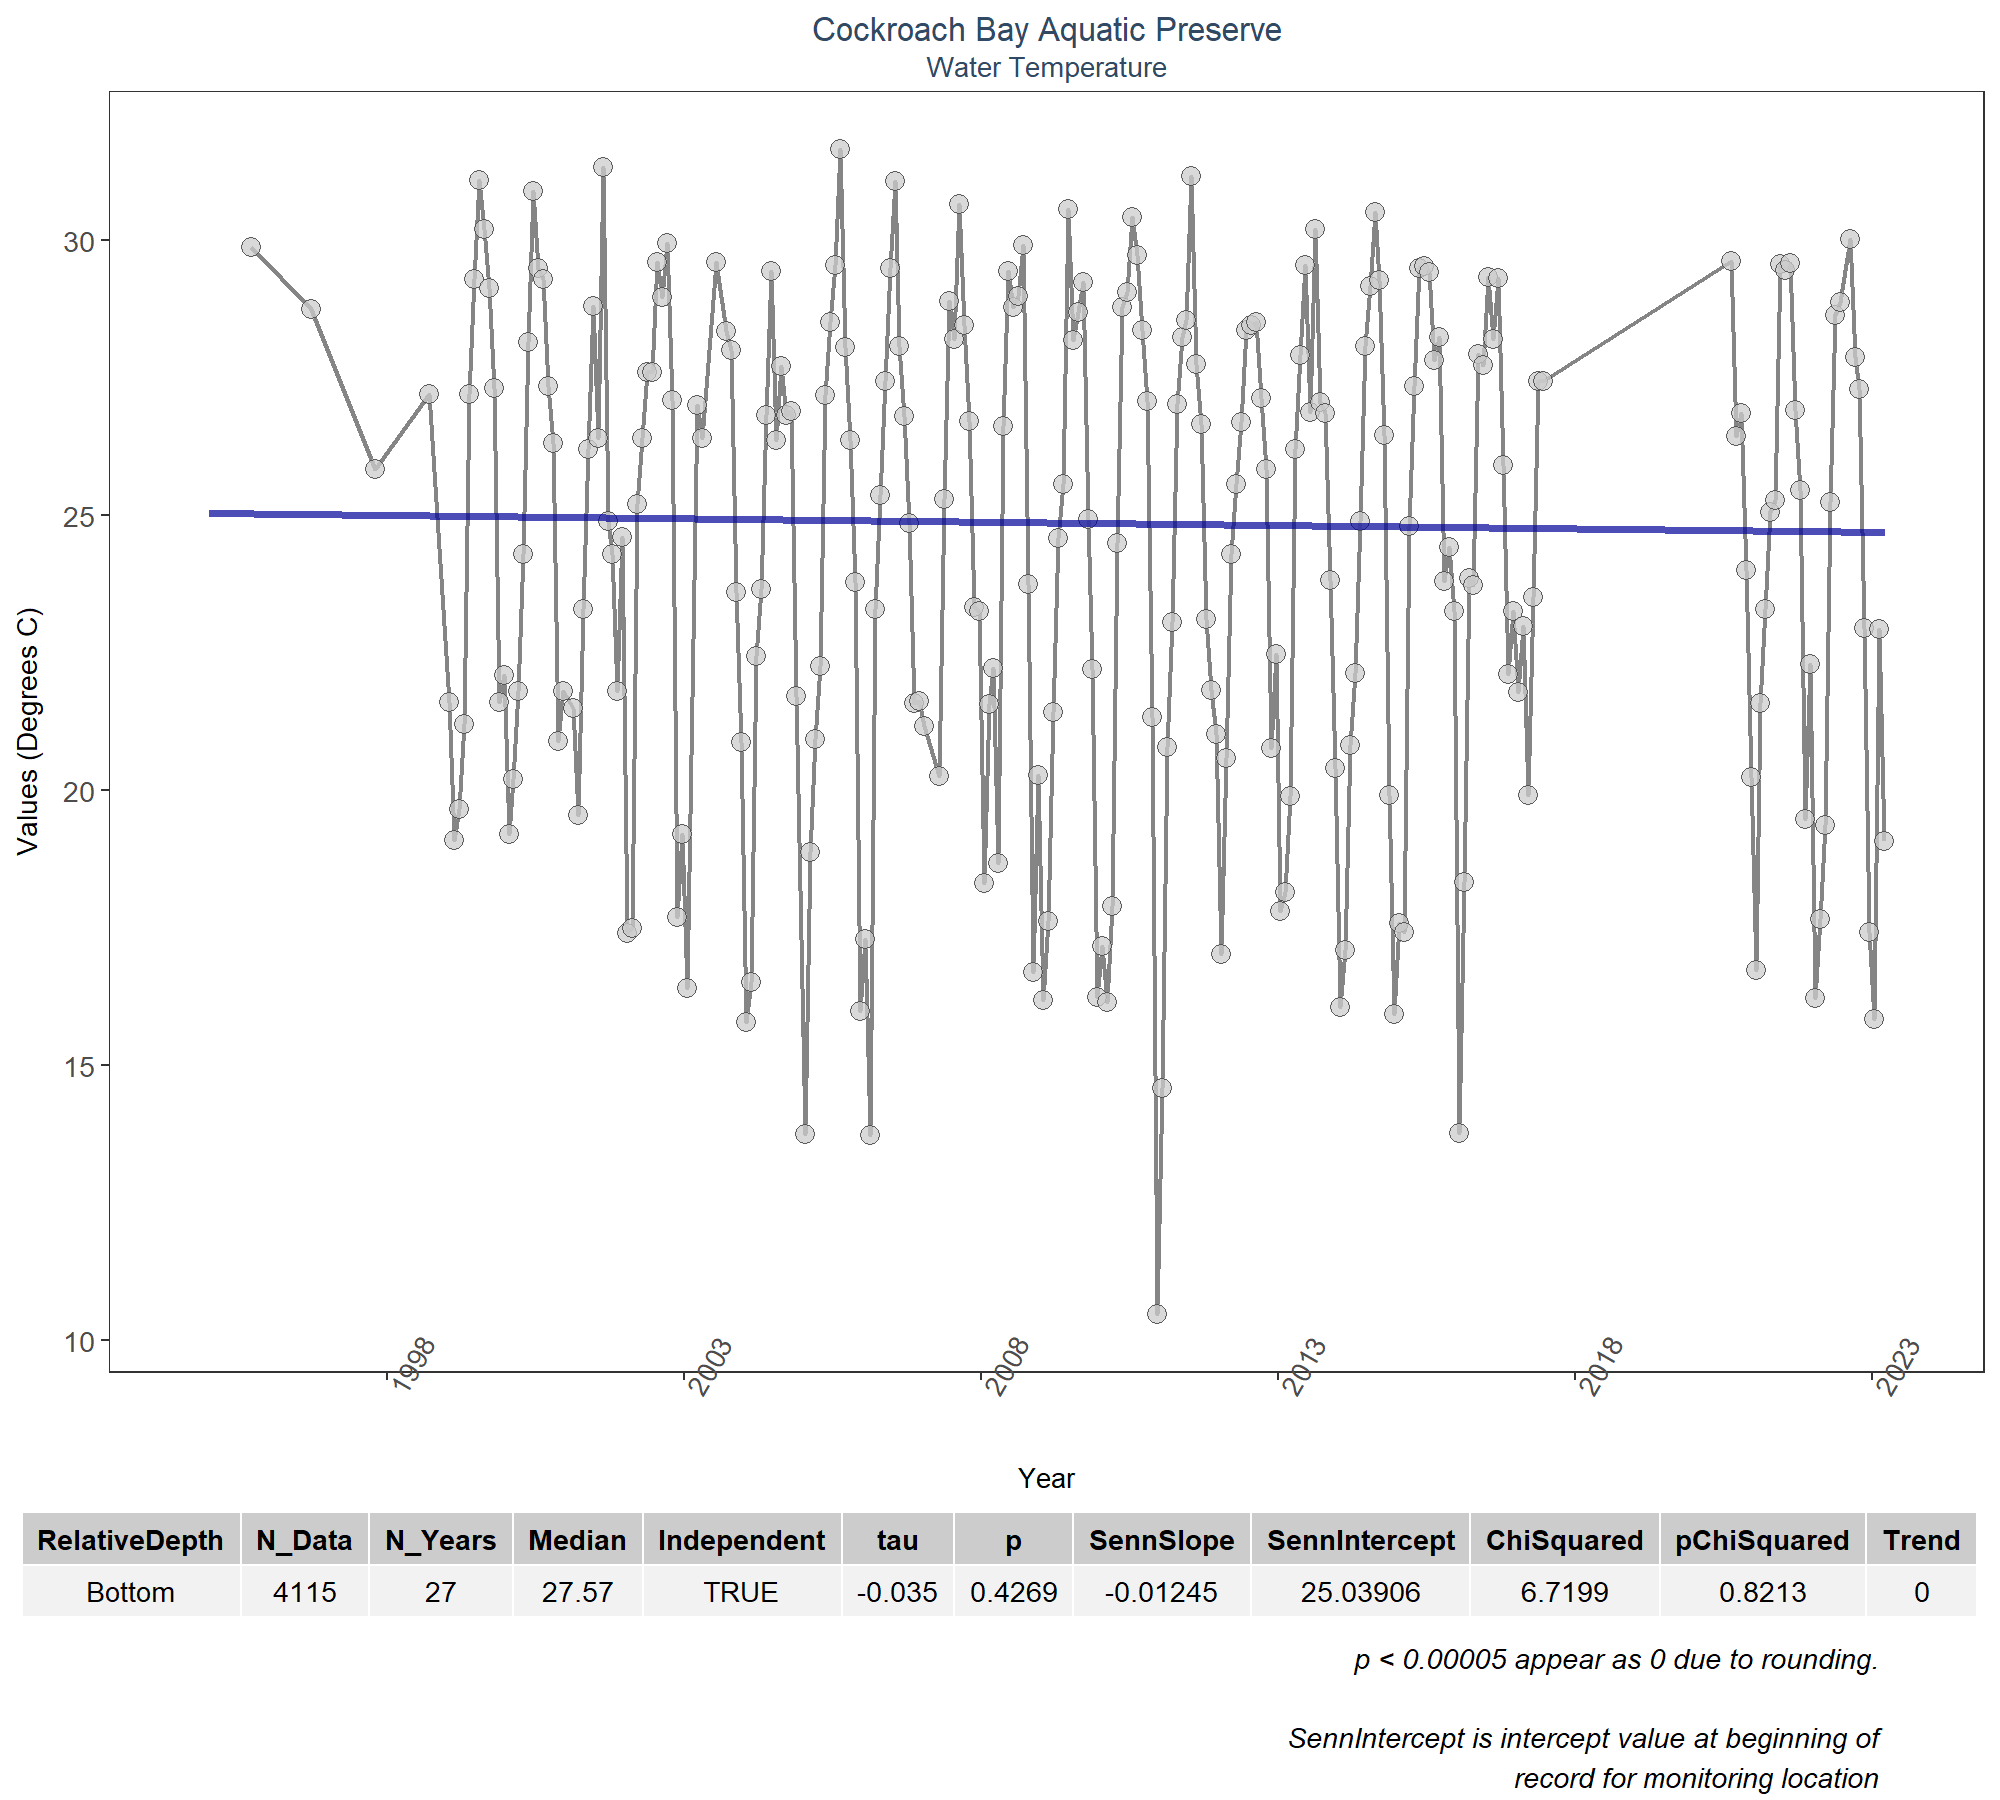 Cockroach Bay Aquatic Preserve
Water Temperature
Values (Degrees C)
30
25
20
15
10
1998
2003
2008
2013
2018
2023
Year
RelativeDepth N_Data N_Years Median Independent tau p SennSlope SennIntercept ChiSquared pChiSquared Trend
Bottom 4115 27 27.57 TRUE -0.035 0.4269 -0.01245 25.03906 6.7199 0.8213 0
p < 0.00005 appear as 0 due to rounding.
SennIntercept is intercept value at beginning of
record for monitoring location